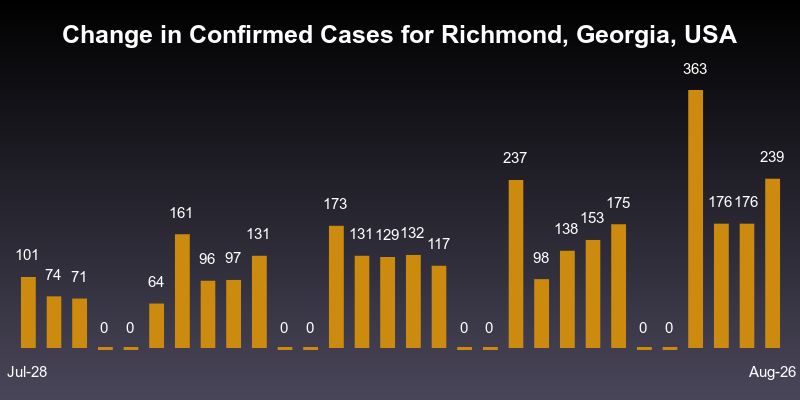 Change in Confirmed Cases for Richmond, Georgia, USA
101 74 71 0 0 64 161 96 97 131 0 0 173 131 129 132 117 0 0 237 98 138 153 175 0 0 363 176 176 239
Jul-28 Aug-26